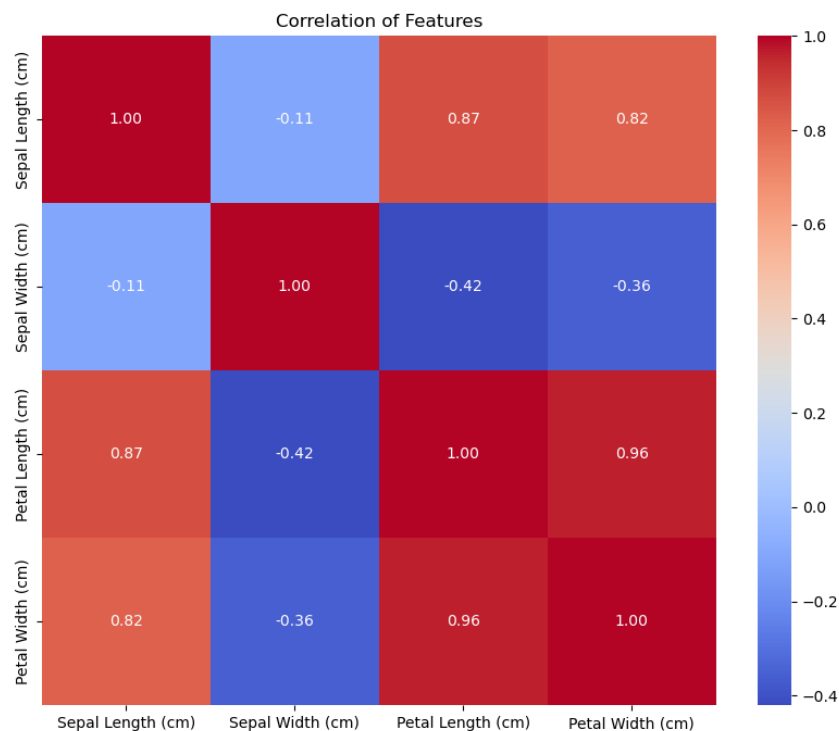 Correlation of Features
Sepal Length (cm)
1.00
-0.11
0.87
0.82
Sepal Width (cm)
-0.11
1.00
-0.42
-0.36
Petal Length (cm)
0.87
-0.42
1.00
0.96
Petal Width (cm)
0.82
-0.36
0.96
1.00
Sepal Length (cm)
Sepal Width (cm)
Petal Length (cm)
Petal Width (cm)
1.0
0.8
0.6
0.4
0.2
0.0
−0.2
−0.4